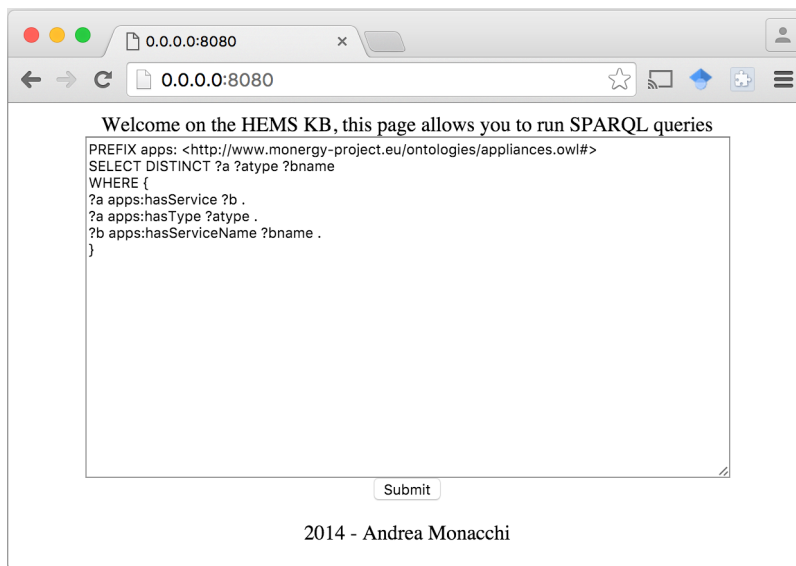 0.0.0.0:8080
0.0.0.0:8080
Welcome on the HEMS KB, this page allows you to run SPARQL queries
PREFIX apps: <http://www.monergy-project.eu/ontologies/appliances.owl#>
SELECT DISTINCT ?a ?atype ?bname
WHERE {
?a apps:hasService ?b .
?a apps:hasType ?atype .
?b apps:hasServiceName ?bname .
}
Submit
2014 - Andrea Monacchi